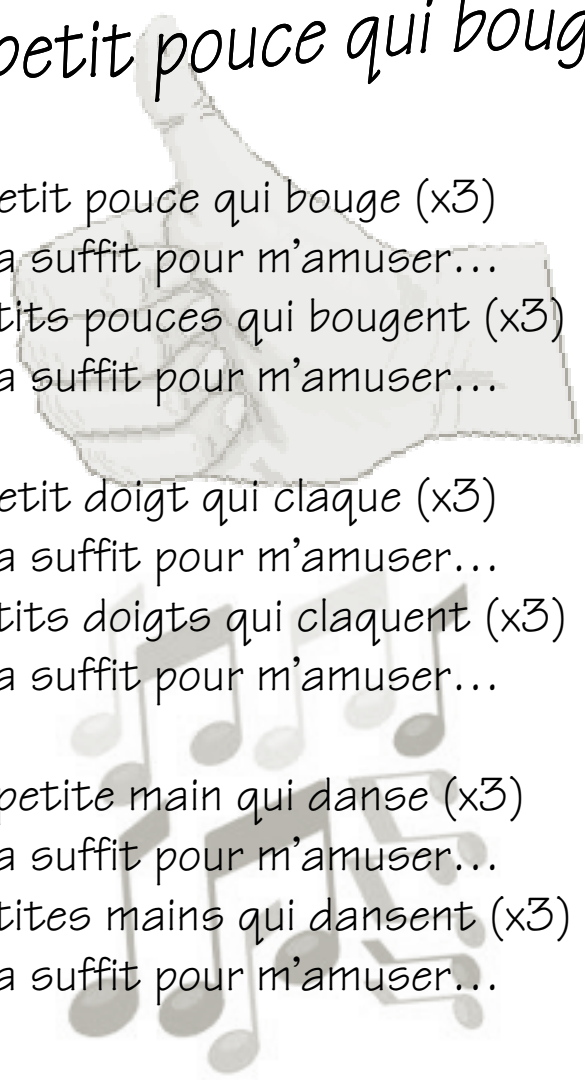 petit pouce qui boug
etit pouce qui bouge (x3)
a suffit pour m'amuser...
tits pouces qui bougent (x3)
a suffit pour m'amuser...
etit doigt qui claque (x3)
a suffit pour m'amuser...
tits doigts qui claquent (x3)
a suffit pour m'amuser...
petite main qui danse (x3)
a suffit pour m'amuser...
tites mains qui dansent (x3)
a suffit pour m'amuser...